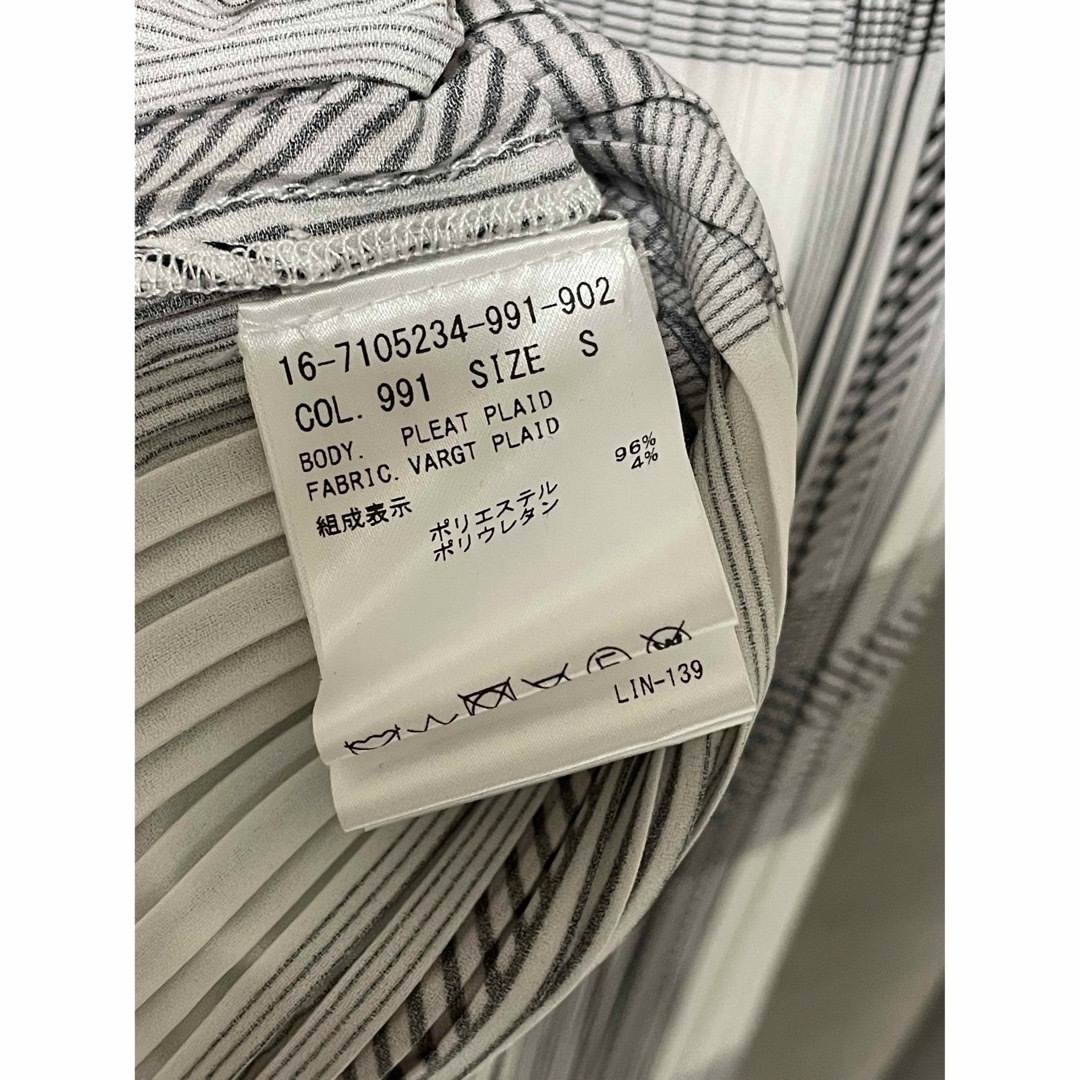 16-7105234-991-902
COL. 991 SIZE S
BODY. PLEAT PLAID
FABRIC. VARGT PLAID
組成表示
ポリエステル 96%
ポリウレタン 4%
LIN-139